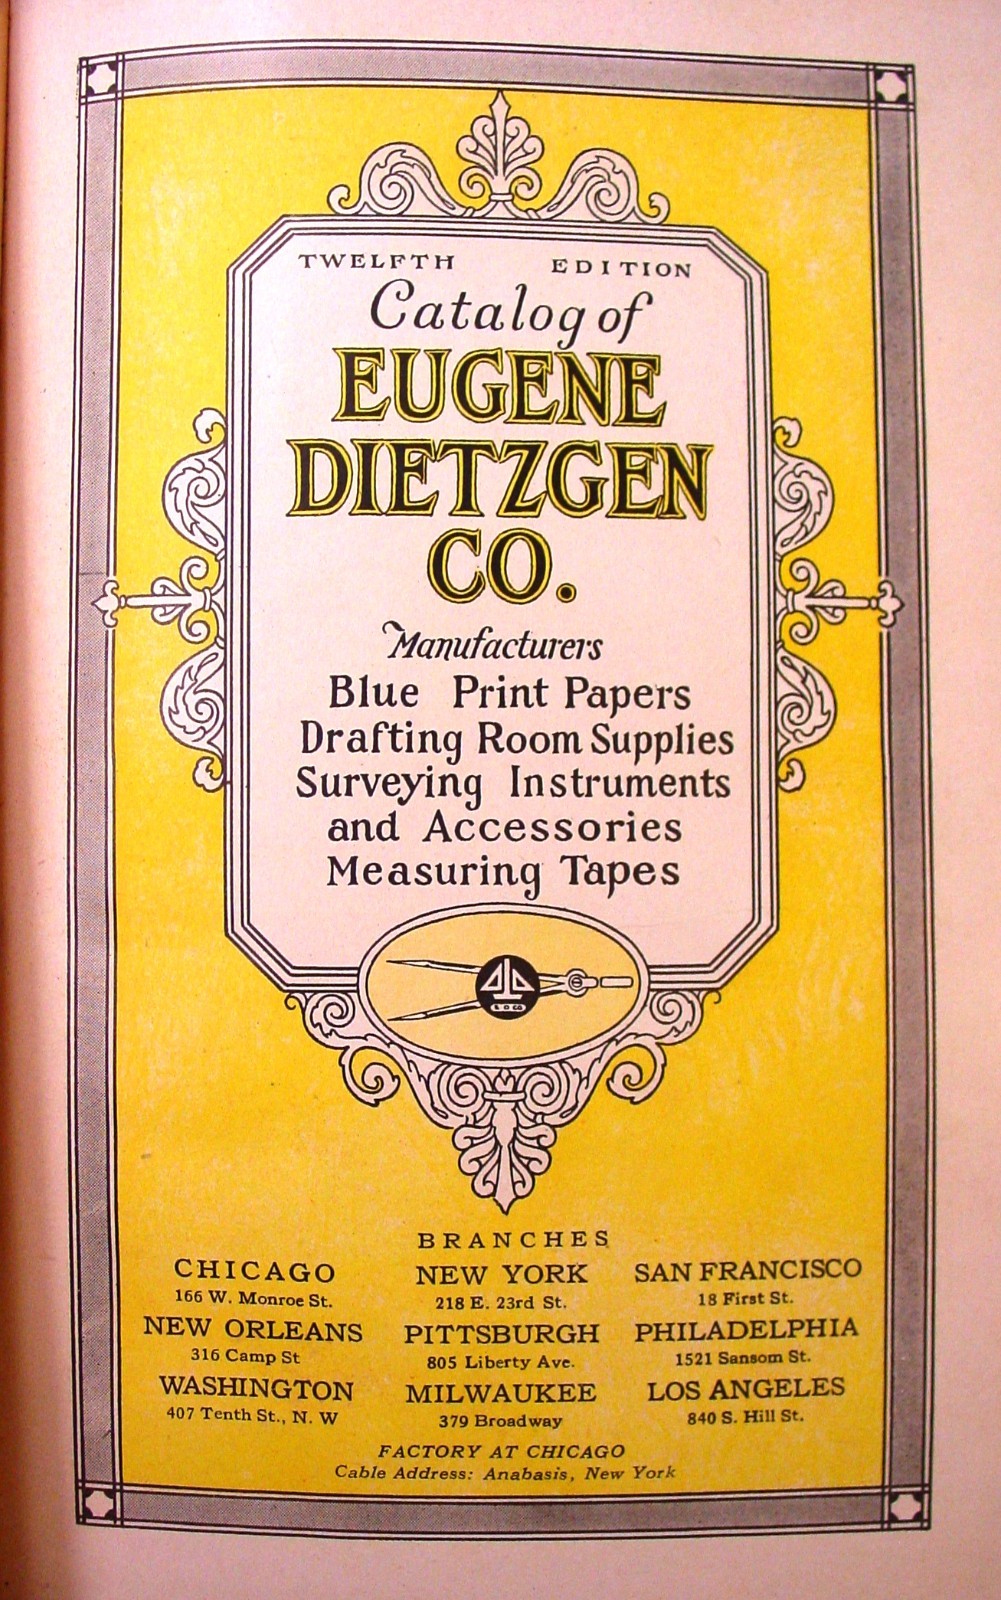 TWELFTH EDITION
Catalog of
EUGENE
DIETZGEN
CO.
Manufacturers
Blue Print Papers
Drafting Room Supplies
Surveying Instruments
and Accessories
Measuring Tapes
BRANCHES
CHICAGO NEW YORK SAN FRANCISCO
166 W. Monroe St. 218 E. 23rd St. 18 First St.
NEW ORLEANS PITTSBURGH PHILADELPHIA
316 Camp St 805 Liberty Ave. 1521 Sansom St.
WASHINGTON MILWAUKEE LOS ANGELES
407 Tenth St., N. W 379 Broadway 840 S. Hill St.
FACTORY AT CHICAGO
Cable Address: Anabasis, New York